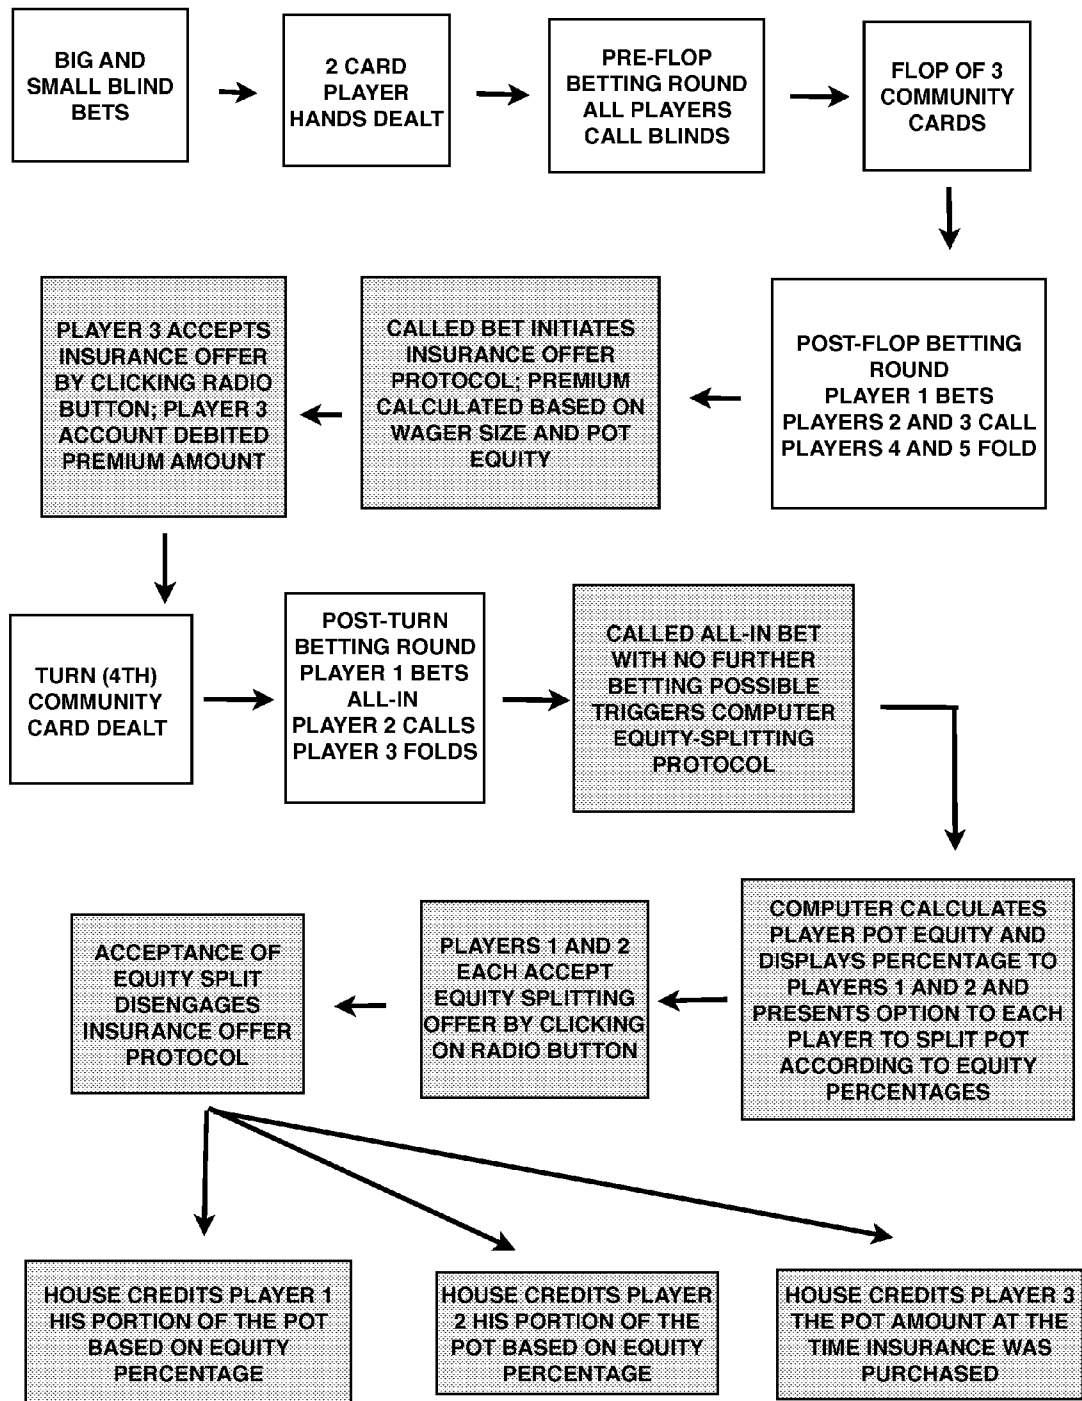 BIG AND
SMALL BLIND
BETS
2 CARD
PLAYER
HANDS DEALT
PRE-FLOP
BETTING ROUND
ALL PLAYERS
CALL BLINDS
FLOP OF 3
COMMUNITY
CARDS
POST-FLOP BETTING
ROUND
PLAYER 1 BETS
PLAYERS 2 AND 3 CALL
PLAYERS 4 AND 5 FOLD
CALLED BET INITIATES
INSURANCE OFFER
PROTOCOL; PREMIUM
CALCULATED BASED ON
WAGER SIZE AND POT
EQUITY
PLAYER 3 ACCEPTS
INSURANCE OFFER
BY CLICKING RADIO
BUTTON; PLAYER 3
ACCOUNT DEBITED
PREMIUM AMOUNT
TURN (4TH)
COMMUNITY
CARD DEALT
POST-TURN
BETTING ROUND
PLAYER 1 BETS
ALL-IN
PLAYER 2 CALLS
PLAYER 3 FOLDS
CALLED ALL-IN BET
WITH NO FURTHER
BETTING POSSIBLE
TRIGGERS COMPUTER
EQUITY-SPLITTING
PROTOCOL
COMPUTER CALCULATES
PLAYER POT EQUITY AND
DISPLAYS PERCENTAGE TO
PLAYERS 1 AND 2 AND
PRESENTS OPTION TO EACH
PLAYER TO SPLIT POT
ACCORDING TO EQUITY
PERCENTAGES
PLAYERS 1 AND 2
EACH ACCEPT
EQUITY SPLITTING
OFFER BY CLICKING
ON RADIO BUTTON
ACCEPTANCE OF
EQUITY SPLIT
DISENGAGES
INSURANCE OFFER
PROTOCOL
HOUSE CREDITS PLAYER 1
HIS PORTION OF THE POT
BASED ON EQUITY
PERCENTAGE
HOUSE CREDITS PLAYER
2 HIS PORTION OF THE
POT BASED ON EQUITY
PERCENTAGE
HOUSE CREDITS PLAYER 3
THE POT AMOUNT AT THE
TIME INSURANCE WAS
PURCHASED